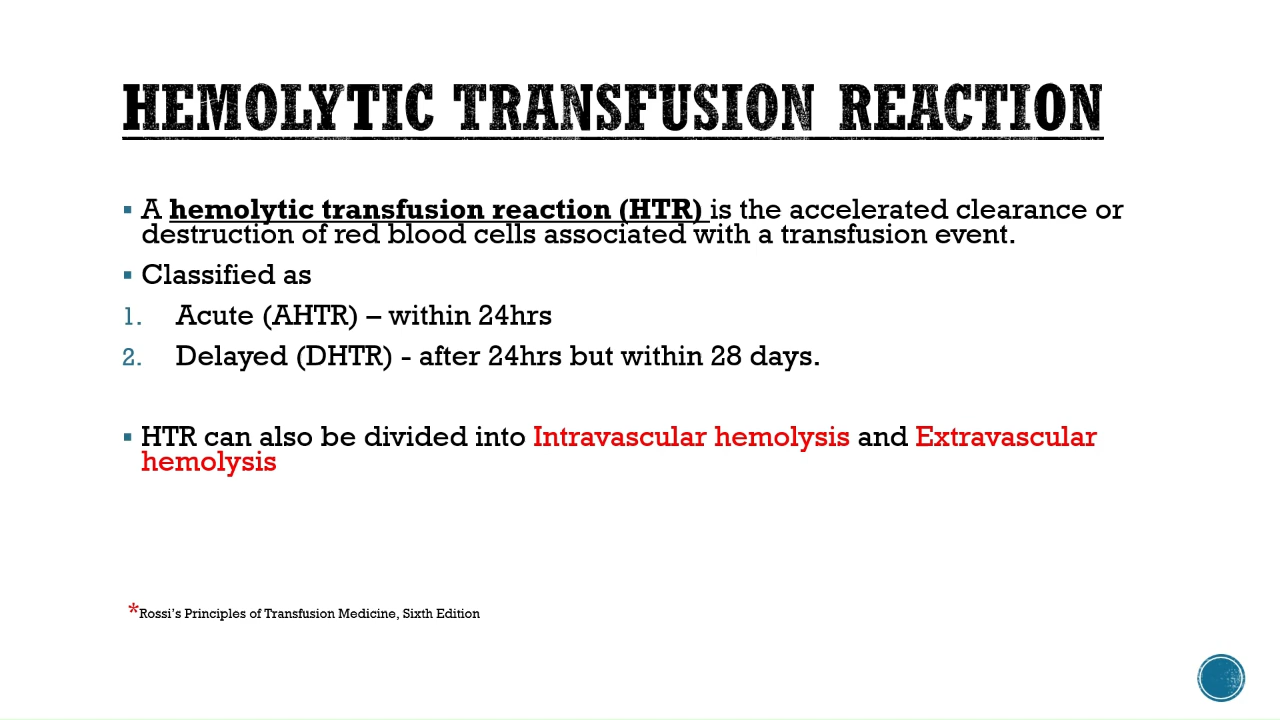 HEMOLYTIC TRANSFUSION REACTION
▪ A hemolytic transfusion reaction (HTR) is the accelerated clearance or
destruction of red blood cells associated with a transfusion event.
▪ Classified as
1. Acute (AHTR) – within 24hrs
2. Delayed (DHTR) - after 24hrs but within 28 days.
▪ HTR can also be divided into Intravascular hemolysis and Extravascular
hemolysis
*Rossi's Principles of Transfusion Medicine, Sixth Edition